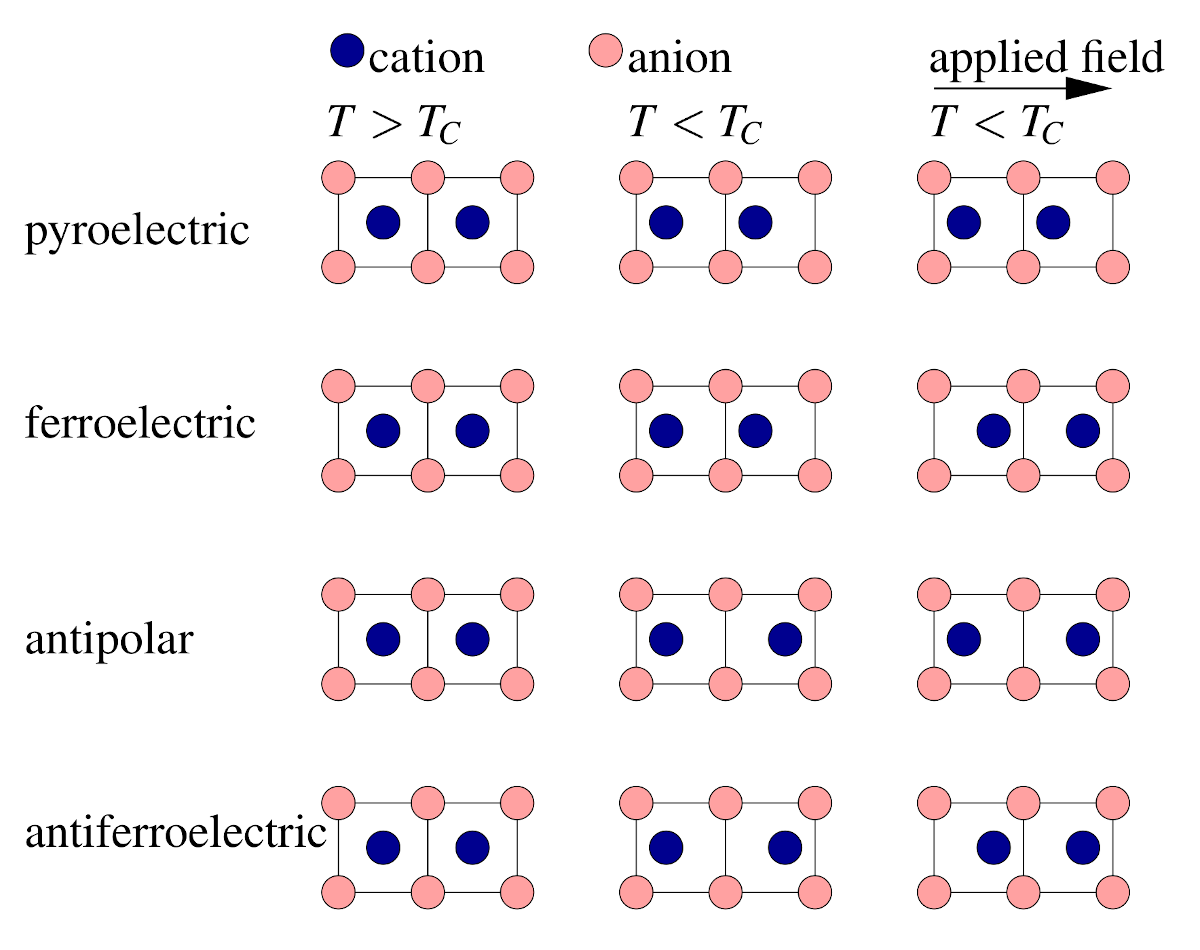 cation anion applied field
T > T_C T < T_C T < T_C
pyroelectric
ferroelectric
antipolar
antiferroelectric